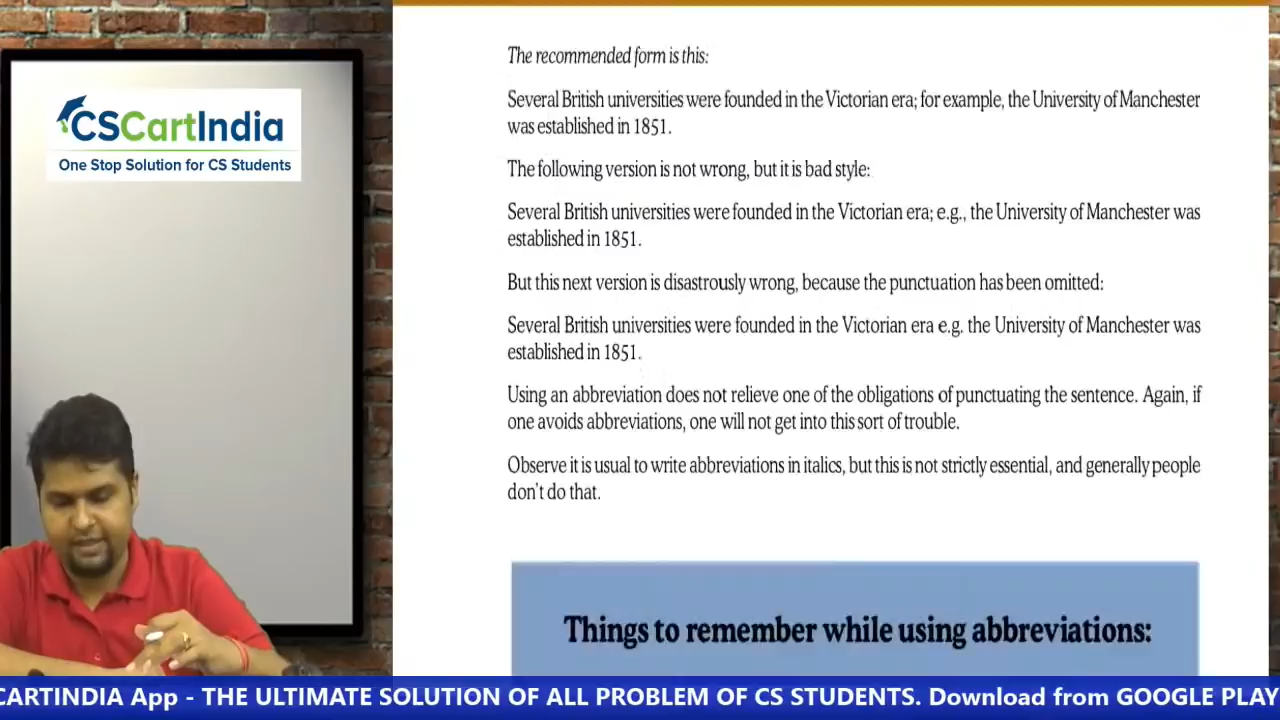 CSCartIndia
One Stop Solution for CS Students
The recommended form is this:
Several British universities were founded in the Victorian era; for example, the University of Manchester
was established in 1851.
The following version is not wrong, but it is bad style:
Several British universities were founded in the Victorian era; e.g., the University of Manchester was
established in 1851.
But this next version is disastrously wrong, because the punctuation has been omitted:
Several British universities were founded in the Victorian era e.g. the University of Manchester was
established in 1851.
Using an abbreviation does not relieve one of the obligations of punctuating the sentence. Again, if
one avoids abbreviations, one will not get into this sort of trouble.
Observe it is usual to write abbreviations in italics, but this is not strictly essential, and generally people
don't do that.
Things to remember while using abbreviations:
CARTINDIA App - THE ULTIMATE SOLUTION OF ALL PROBLEM OF CS STUDENTS. Download from GOOGLE PLAY